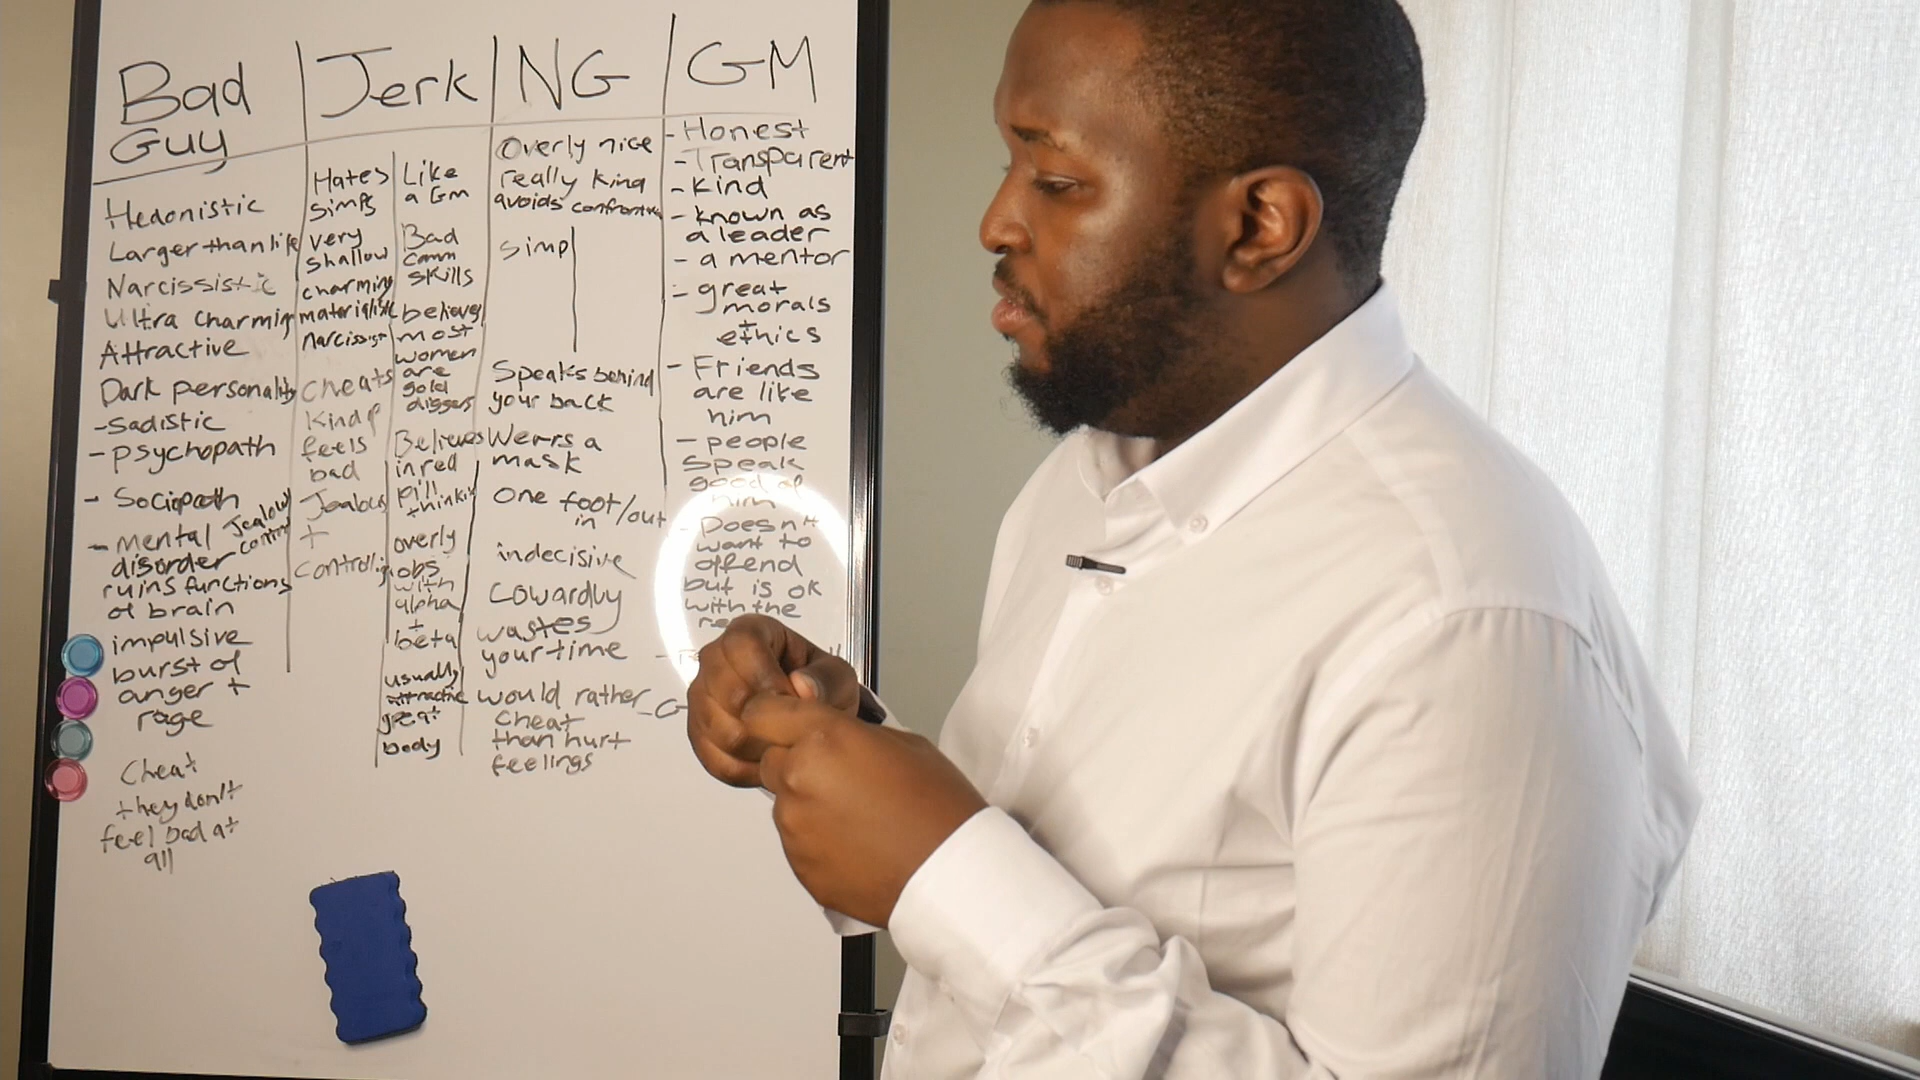 Bad
Guy
Hedonistic
Larger than life
Narcissistic
Ultra charming
Attractive
Dark personality
-Sadistic
-psychopath
- Sociopath
- Mental
disorder
Jealous
control
ruins functions
of brain
impulsive
burst of
anger +
rage
Cheat
they don't
feel bad at
all
Jerk
Hates
simps
very
shallow
charming
materialistic
Narcissist
cheats
kind of
feels
bad
Jealous
+
controlling
Like
a Gm
Bad
comm
skills
believes
most
women
are
gold
diggers
Believes
in red
pill
thinkin
overly
obs
with
alpha
+
beta
usually
attractive
great
body
NG
Overly nice
really kind
avoids confrontn
simp
Speaks behind
your back
Werrs a
mask
one foot/out
in
indecisive
Cowardly
wastes
your time
would rather
cheat
than hurt
feelings
GM
-Honest
-Transparent
-Kind
-known as
a leader
- a mentor
- great
morals
+
ethics
- Friends
are like
him
- people
speak
good of
him
- Doesn't
want to
offend
but is ok
with the
- G